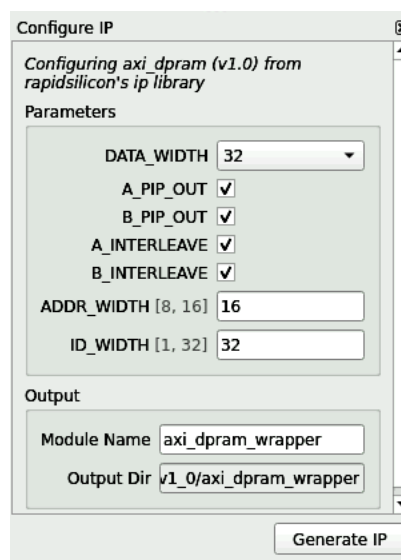 Configure IP
Configuring axi_dpram (v1.0) from
rapidsilicon's ip library
Parameters
DATA_WIDTH 32
A_PIP_OUT
B_PIP_OUT
A_INTERLEAVE
B_INTERLEAVE
ADDR_WIDTH [8, 16] 16
ID_WIDTH [1, 32] 32
Output
Module Name axi_dpram_wrapper
Output Dir v1_0/axi_dpram_wrapper
Generate IP